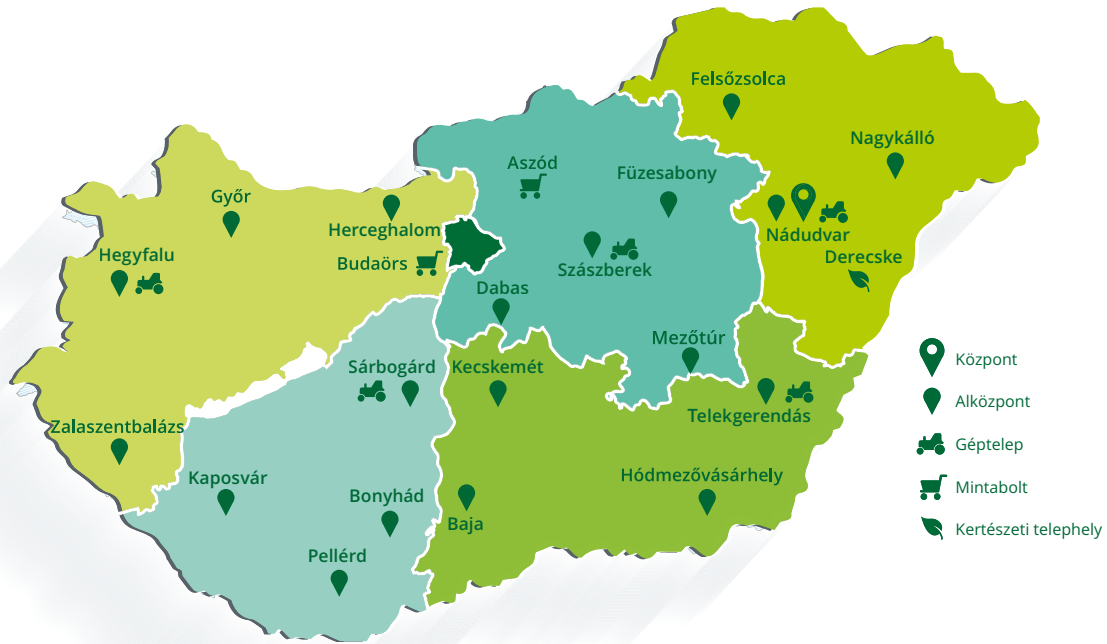 Felsőzsolca
Nagykálló
Aszód
Füzesabony
Győr
Herceghalom
Nádudvar
Hegyfalu
Budaörs
Szászberek
Derecske
Dabas
Mezőtúr
Sárbogárd
Kecskemét
Telekgerendás
Zalaszentbalázs
Kaposvár
Bonyhád
Baja
Hódmezővásárhely
Pellérd
Központ
Alközpont
Géptelep
Mintabolt
Kertészeti telephely